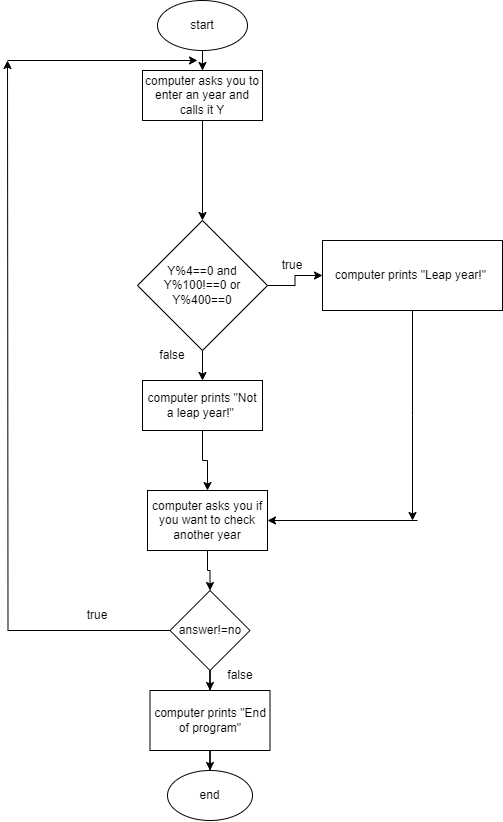 start
computer asks you to
enter an year and
calls it Y
Y%4==0 and
Y%100!==0 or
Y%400==0
true
computer prints "Leap year!"
false
computer prints "Not
a leap year!"
computer asks you if
you want to check
another year
true
answer!=no
false
computer prints "End
of program"
end